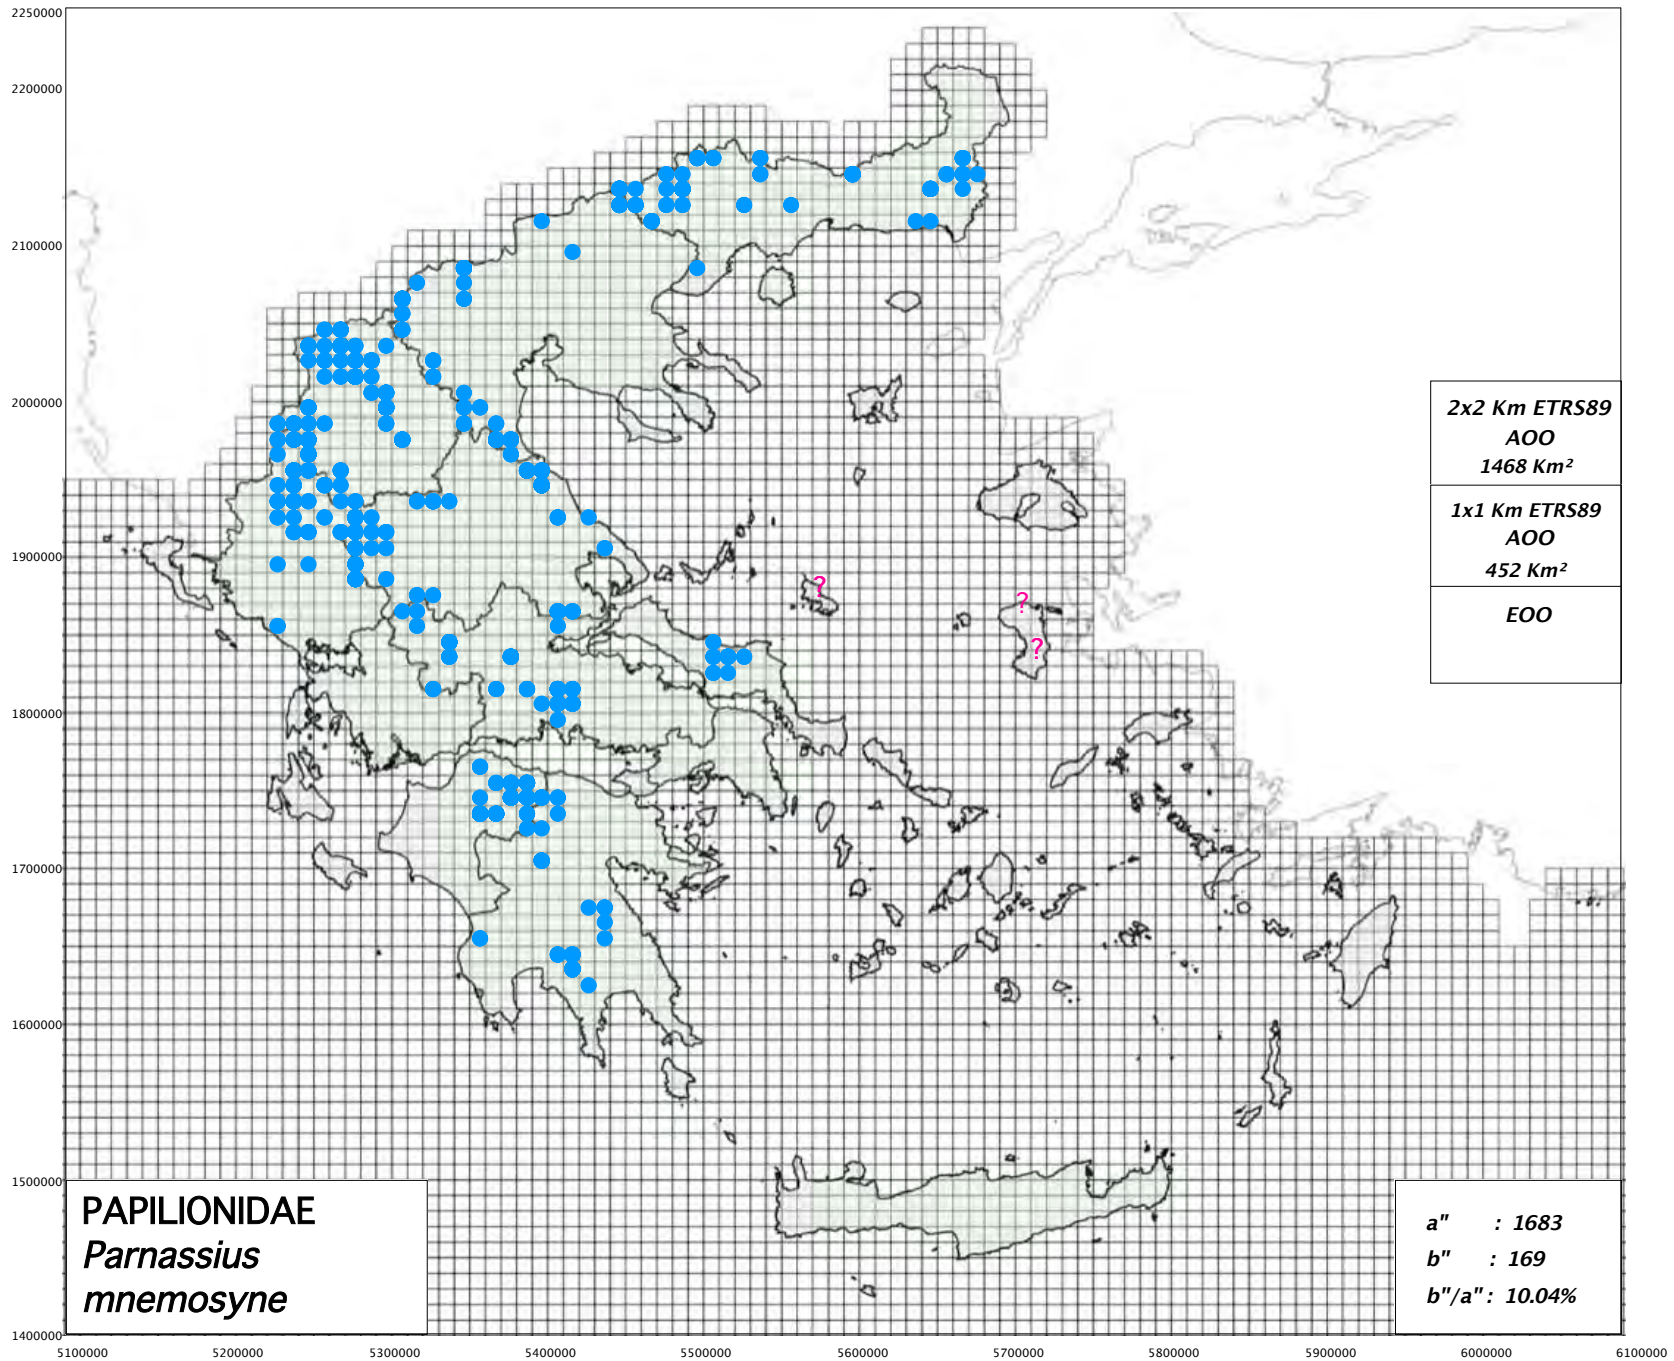 2250000
2200000
2100000
2000000
1900000
1800000
1700000
1600000
1500000
1400000
2x2 Km ETRS89
AOO
1468 Km²
1x1 Km ETRS89
AOO
452 Km²
EOO
?
?
?
PAPILIONIDAE
Parnassius
mnemosyne
a" : 1683
b" : 169
b"/a" : 10.04%
5100000 5200000 5300000 5400000 5500000 5600000 5700000 5800000 5900000 6000000 6100000